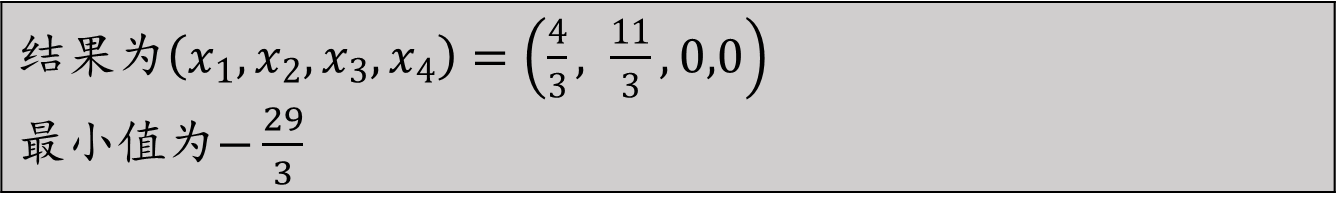 结果为(x₁,x₂,x₃,x₄) = (4/3, 11/3,0,0)
最小值为−29/3